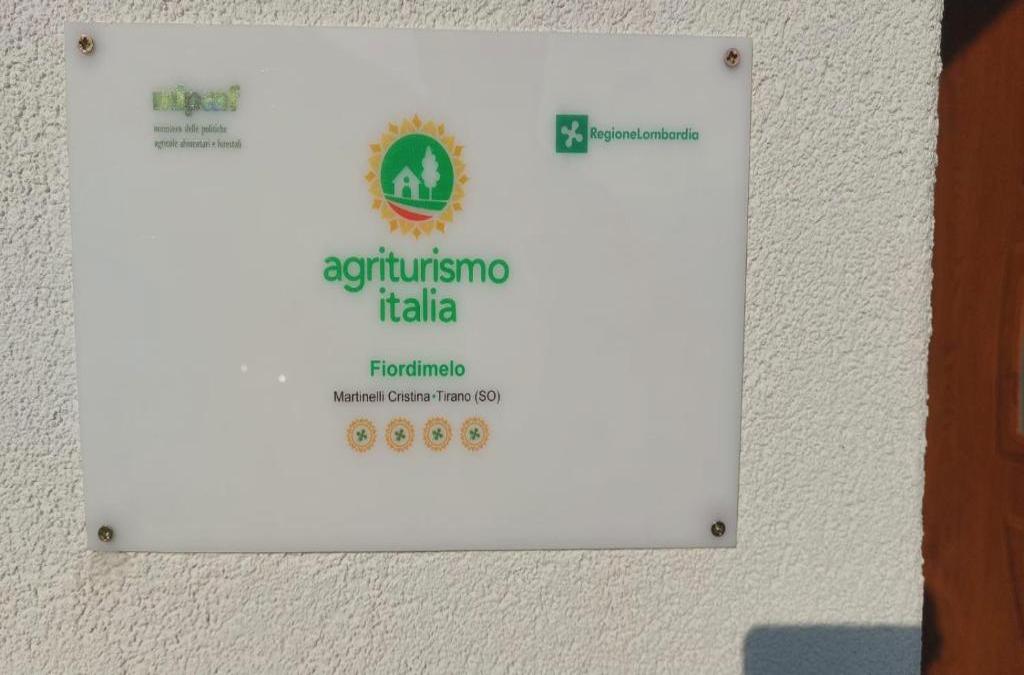 mipaaf
ministero delle politiche
agricole alimentari e forestali
RegioneLombardia
agriturismo
italia
Fiordimelo
Martinelli Cristina•Tirano (SO)